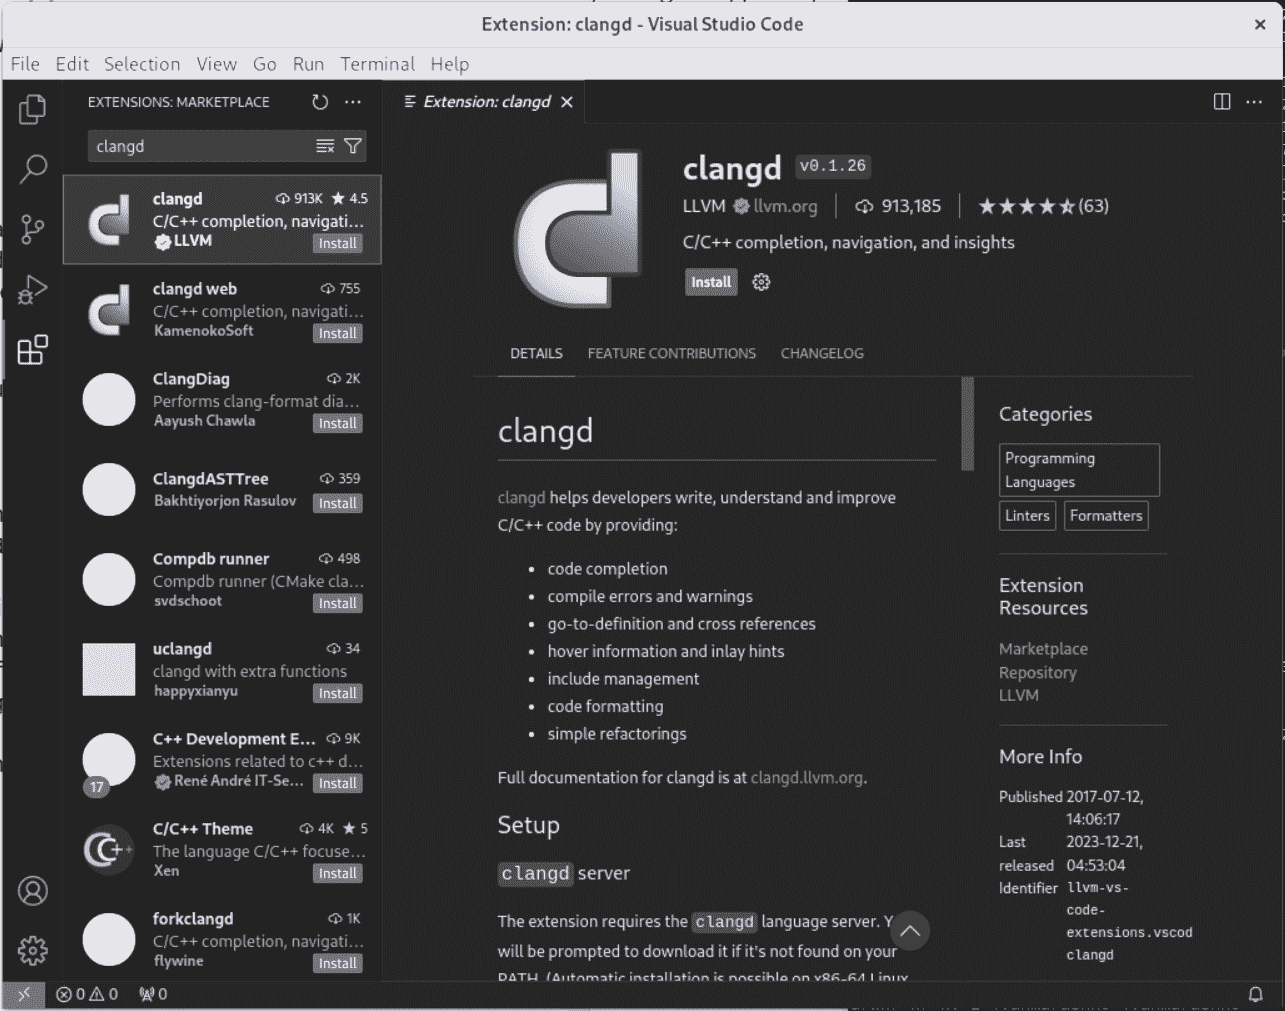 Extension: clangd - Visual Studio Code
File Edit Selection View Go Run Terminal Help
EXTENSIONS: MARKETPLACE
clangd
clangd 913K 4.5
C/C++ completion, navigati...
LLVM Install
clangd web 755
C/C++ completion, navigati...
KamenokoSoft Install
ClangDiag 2K
Performs clang-format dia...
Aayush Chawla Install
ClangdASTTree 359
Bakhtiyorjon Rasulov Install
Compdb runner 498
Compdb runner (CMake cla...
svdschoot Install
uclangd 34
clangd with extra functions
happyxianyu Install
C++ Development E... 9K
Extensions related to c++ d...
17 René André IT-Se... Install
C/C++ Theme 4K 5
The language C/C++ focuse...
Xen Install
forkclangd 1K
C/C++ completion, navigati...
flywine Install
Extension: clangd
clangd v0.1.26
LLVM llvm.org 913,185 (63)
C/C++ completion, navigation, and insights
Install
DETAILS FEATURE CONTRIBUTIONS CHANGELOG
clangd
clangd helps developers write, understand and improve
C/C++ code by providing:
• code completion
• compile errors and warnings
• go-to-definition and cross references
• hover information and inlay hints
• include management
• code formatting
• simple refactorings
Full documentation for clangd is at clangd.llvm.org.
Setup
clangd server
The extension requires the clangd language server.
will be prompted to download it if it's not found on your
PATH. (Automatic installation is possible on x86-64 Linux
Categories
Programming
Languages
Linters Formatters
Extension
Resources
Marketplace
Repository
LLVM
More Info
Published 2017-07-12,
14:06:17
Last 2023-12-21,
released 04:53:04
Identifier llvm-vs-
code-
extensions.vscod
clangd
0 0 0